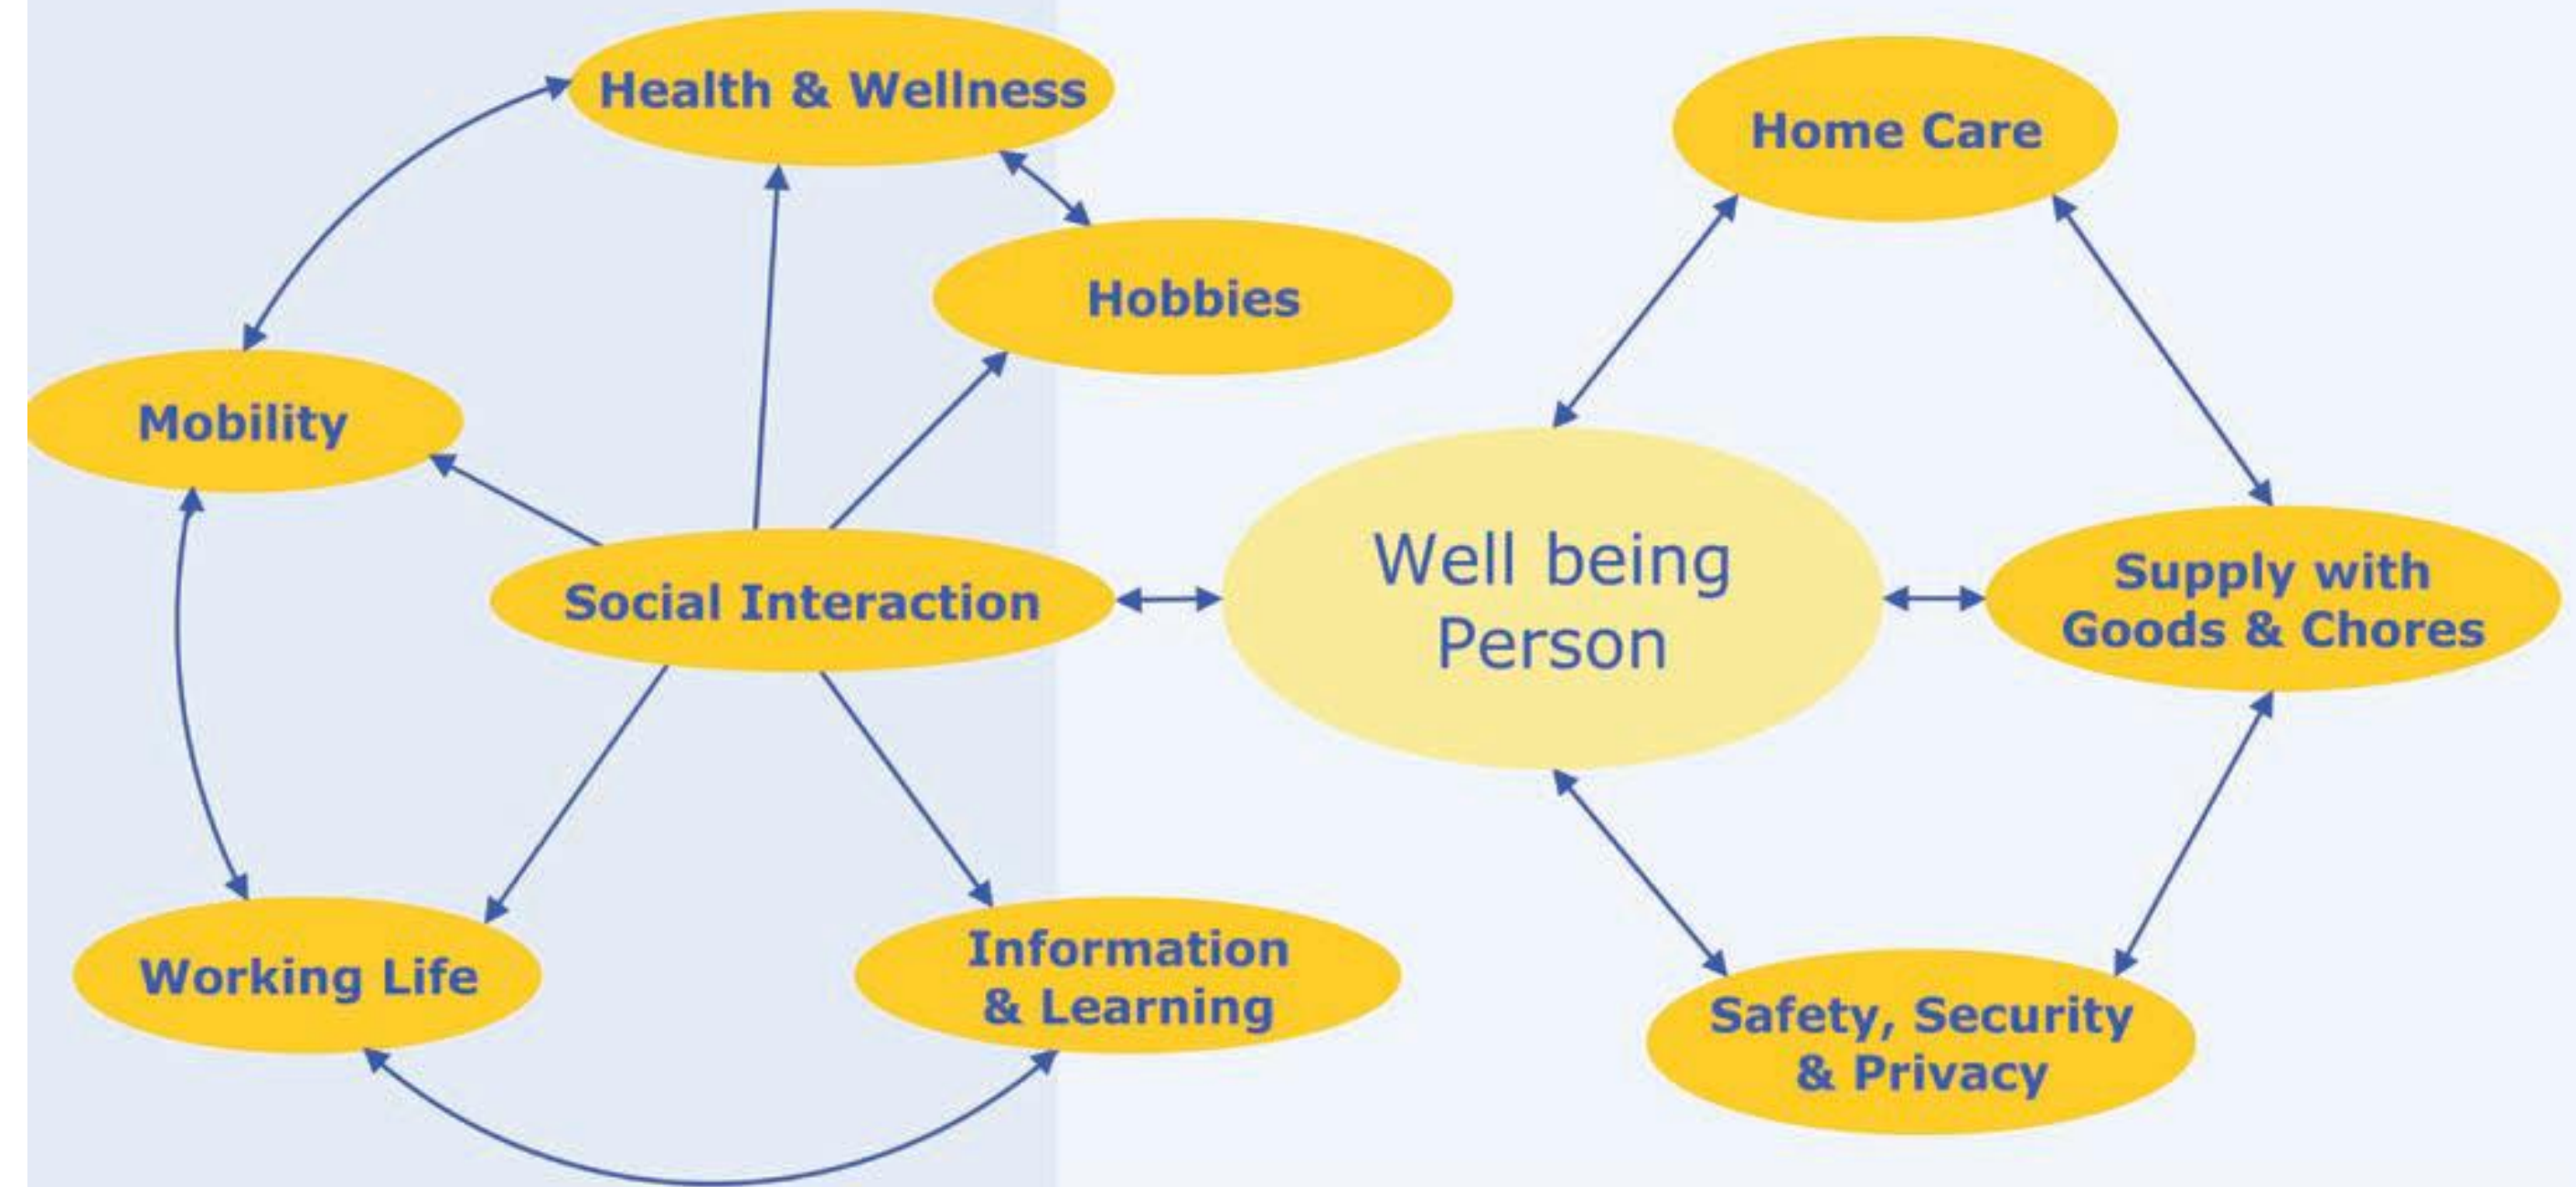 Health & Wellness
Home Care
Hobbies
Mobility
Social Interaction
Well being
Person
Supply with
Goods & Chores
Working Life
Information
& Learning
Safety, Security
& Privacy